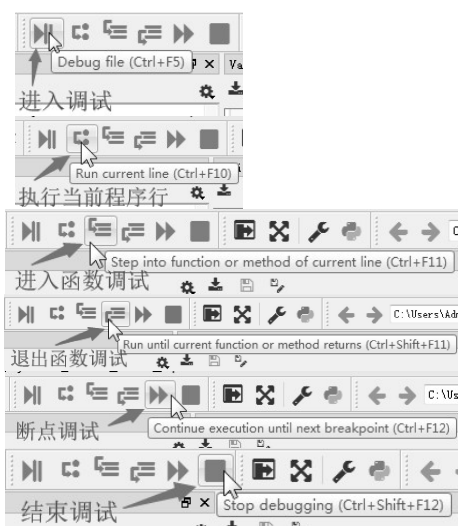 Debug file (Ctrl+F5)
Va
进入调试
Run current line (Ctrl+F10)
执行当前程序行
Step into function or method of current line (Ctrl+F11)
进入函数调试
C:\Users\Adm
Run until current function or method returns (Ctrl+Shift+F11)
退出函数调试
C:\Us
Continue execution until next breakpoint (Ctrl+F12)
断点调试
Stop debugging (Ctrl+Shift+F12)
结束调试